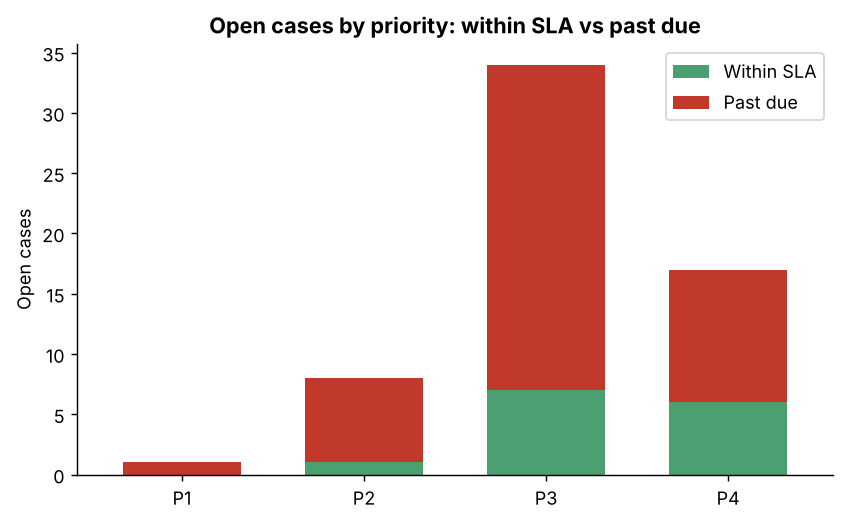 Open cases by priority: within SLA vs past due
Within SLA
Past due
Open cases
35
30
25
20
15
10
5
0
P1 P2 P3 P4